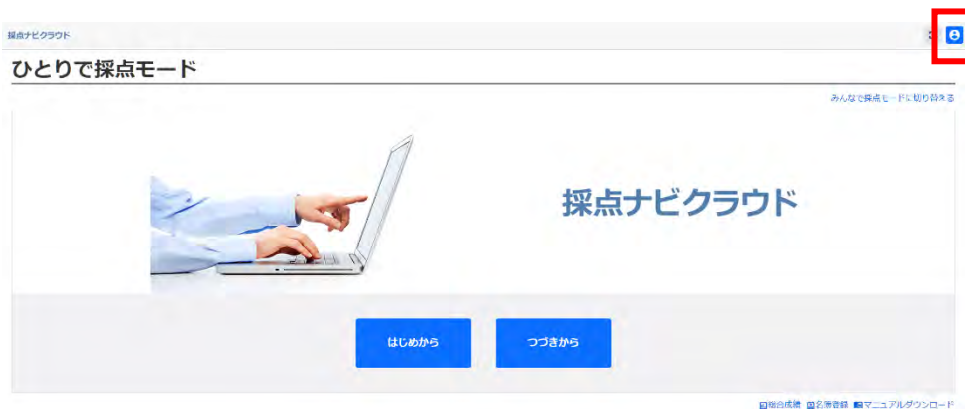 採点ナビクラウド
ひとりで採点モード
みんなで採点モードに切り替える
採点ナビクラウド
はじめから
つづきから
総合成績 名簿登録 マニュアルダウンロード